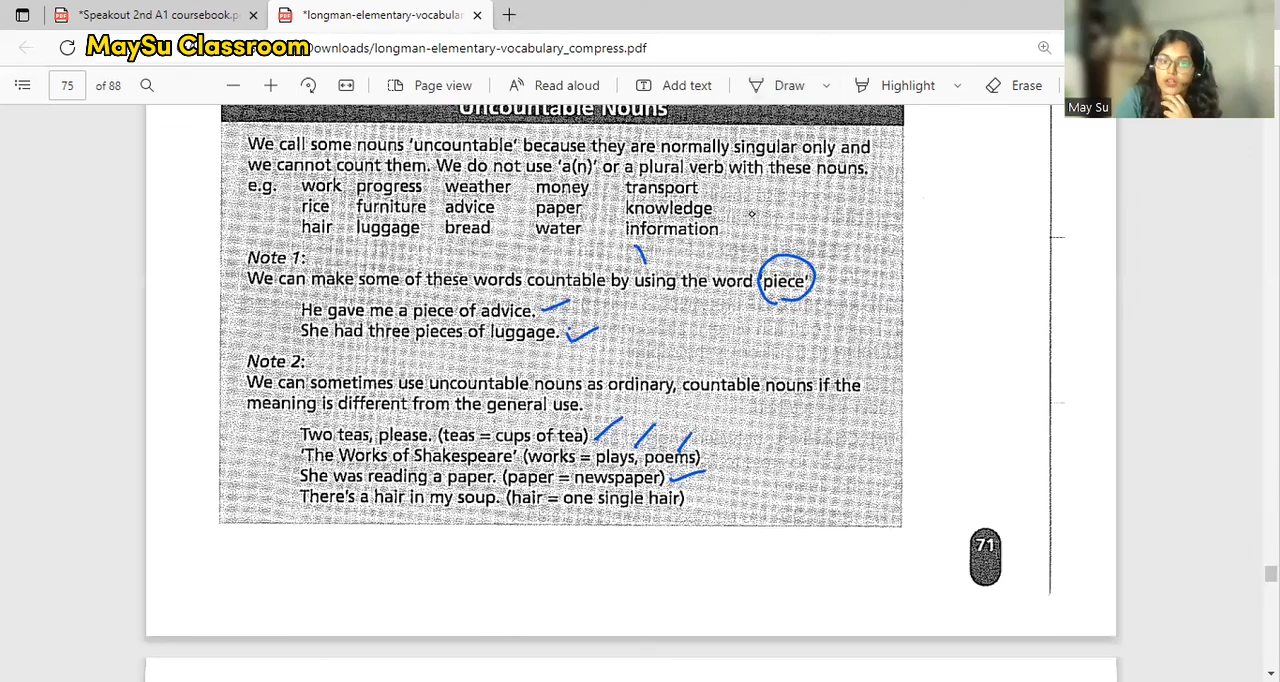 *Speakout 2nd A1 coursebook.p
*longman-elementary-vocabular
MaySu Classroom
Downloads/longman-elementary-vocabulary_compress.pdf
75 of 88
Page view
Read aloud
Add text
Draw
Highlight
Erase
May Su
Uncountable Nouns
We call some nouns 'uncountable' because they are normally singular only and
we cannot count them. We do not use 'a(n)' or a plural verb with these nouns.
e.g. work progress weather money transport
rice furniture advice paper knowledge
hair luggage bread water information
Note 1:
We can make some of these words countable by using the word 'piece'.
He gave me a piece of advice.
She had three pieces of luggage.
Note 2:
We can sometimes use uncountable nouns as ordinary, countable nouns if the
meaning is different from the general use.
Two teas, please. (teas = cups of tea)
'The Works of Shakespeare' (works = plays, poems)
She was reading a paper. (paper = newspaper)
There's a hair in my soup. (hair = one single hair)
71